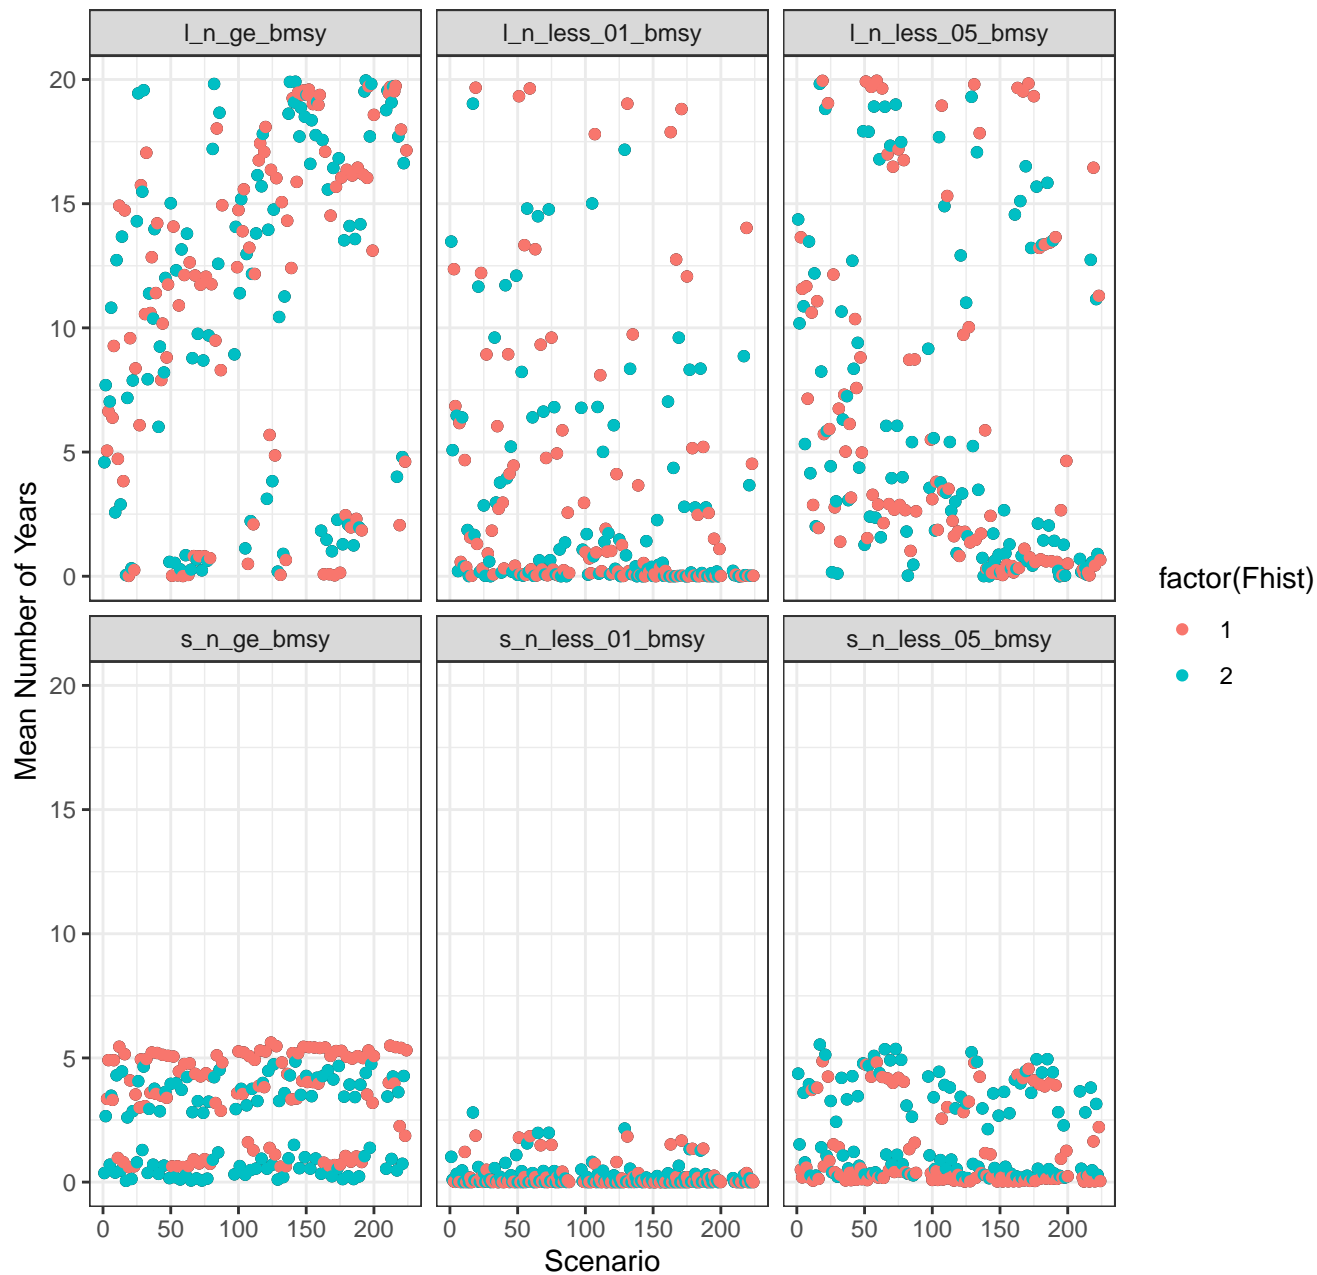 l_n_ge_bmsy
l_n_less_01_bmsy
l_n_less_05_bmsy
20
15
10
5
0
s_n_ge_bmsy
s_n_less_01_bmsy
s_n_less_05_bmsy
20
15
10
5
0
0 50 100 150 200
0 50 100 150 200
0 50 100 150 200
Scenario
Mean Number of Years
factor(Fhist)
1
2